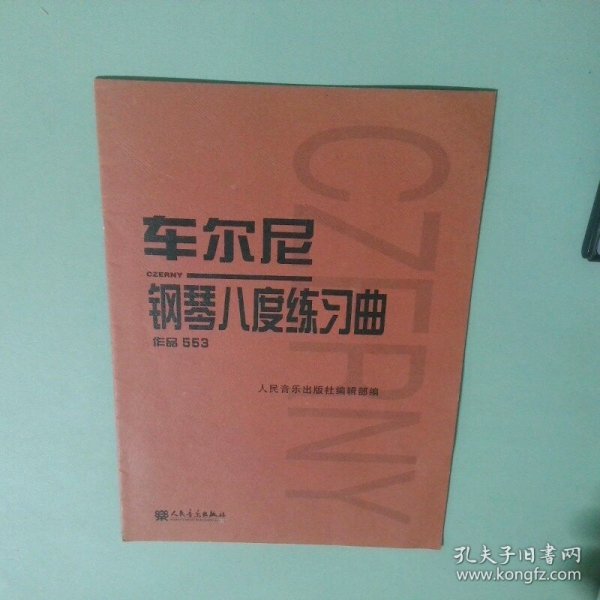 CZERNY
车尔尼
CZERNY
钢琴八度练习曲
作品 553
人民音乐出版社编辑部编
人民音乐出版社
孔夫子旧书网
www.kongfz.com